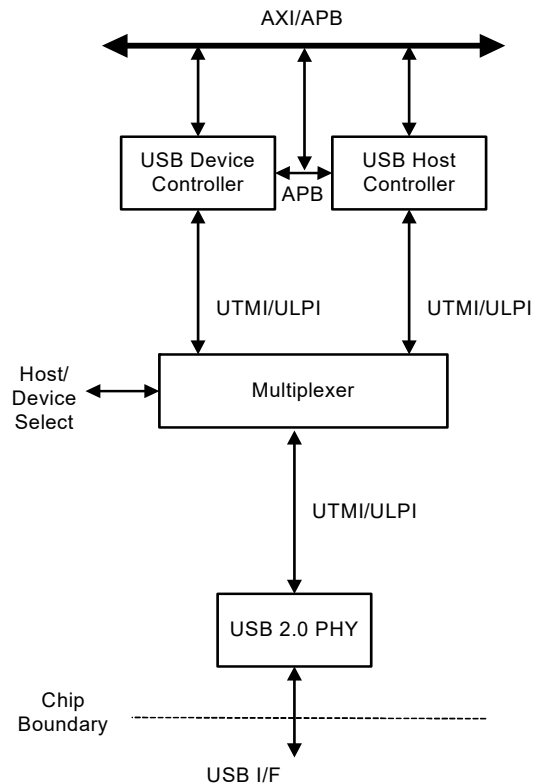 AXI/APB
USB Device
Controller
USB Host
Controller
APB
UTMI/ULPI
UTMI/ULPI
Host/
Device
Select
Multiplexer
UTMI/ULPI
USB 2.0 PHY
Chip
Boundary
USB I/F